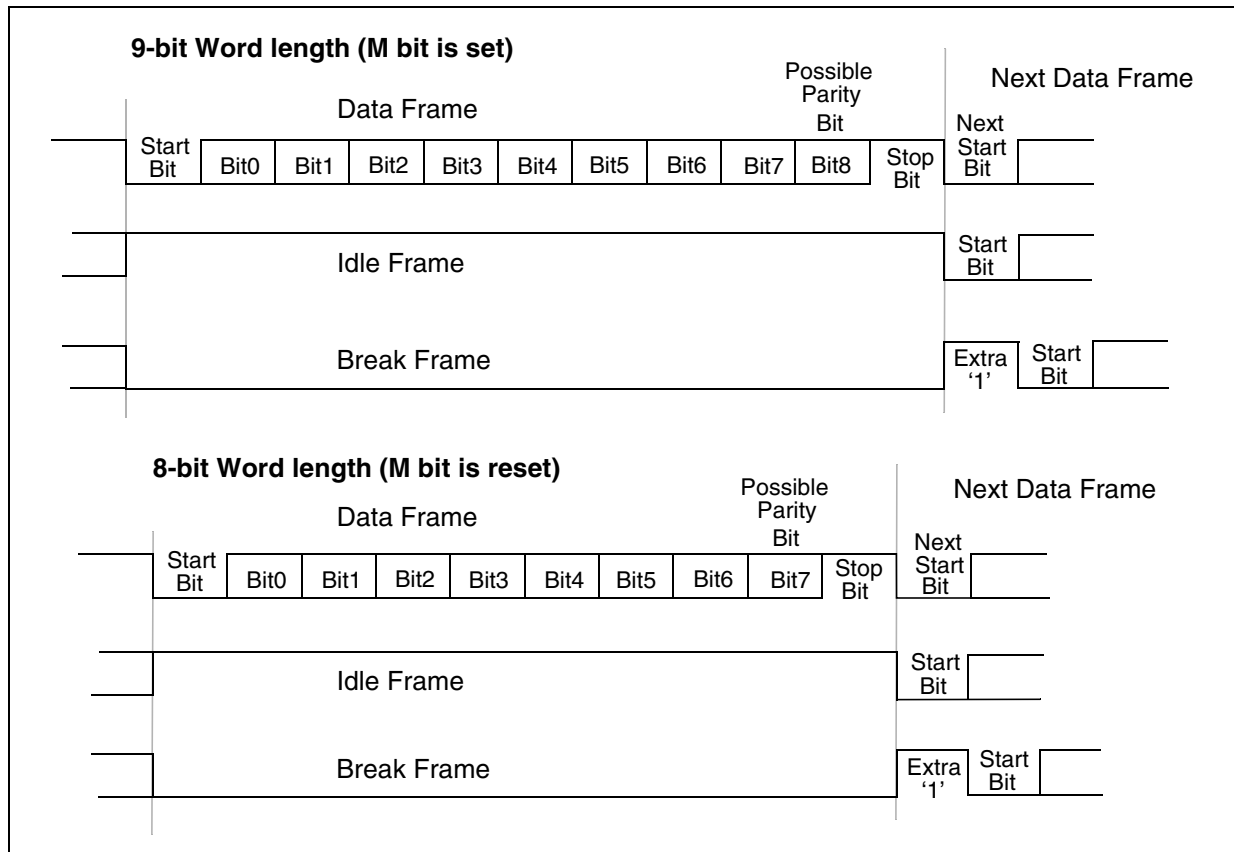 9-bit Word length (M bit is set)
Possible
Parity
Bit
Next Data Frame
Data Frame
Next
Start
Bit
Start
Bit
Bit0
Bit1
Bit2
Bit3
Bit4
Bit5
Bit6
Bit7
Bit8
Stop
Bit
Idle Frame
Start
Bit
Break Frame
Extra
‘1’
Start
Bit
8-bit Word length (M bit is reset)
Possible
Parity
Bit
Next Data Frame
Data Frame
Next
Start
Bit
Start
Bit
Bit0
Bit1
Bit2
Bit3
Bit4
Bit5
Bit6
Bit7
Stop
Bit
Idle Frame
Start
Bit
Break Frame
Extra
‘1’
Start
Bit